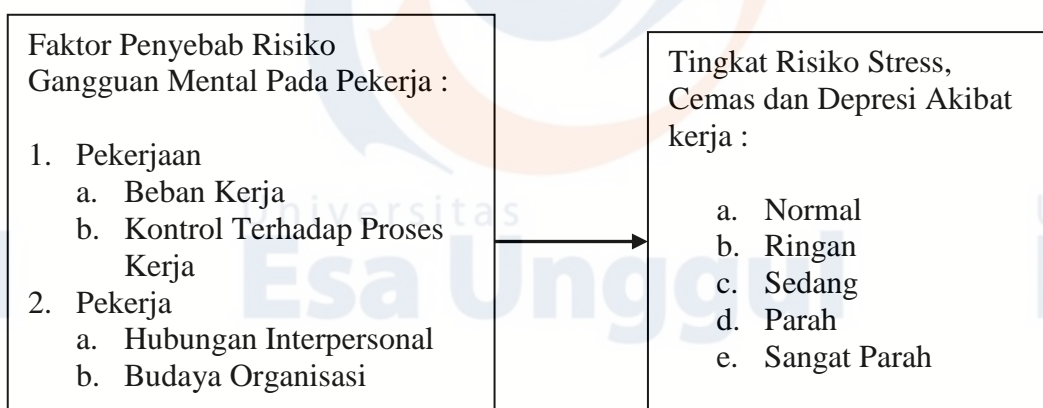 Faktor Penyebab Risiko
Gangguan Mental Pada Pekerja :
1. Pekerjaan
a. Beban Kerja
b. Kontrol Terhadap Proses
Kerja
2. Pekerja
a. Hubungan Interpersonal
b. Budaya Organisasi
Tingkat Risiko Stress,
Cemas dan Depresi Akibat
kerja :
a. Normal
b. Ringan
c. Sedang
d. Parah
e. Sangat Parah
Universitas
Esa Unggul